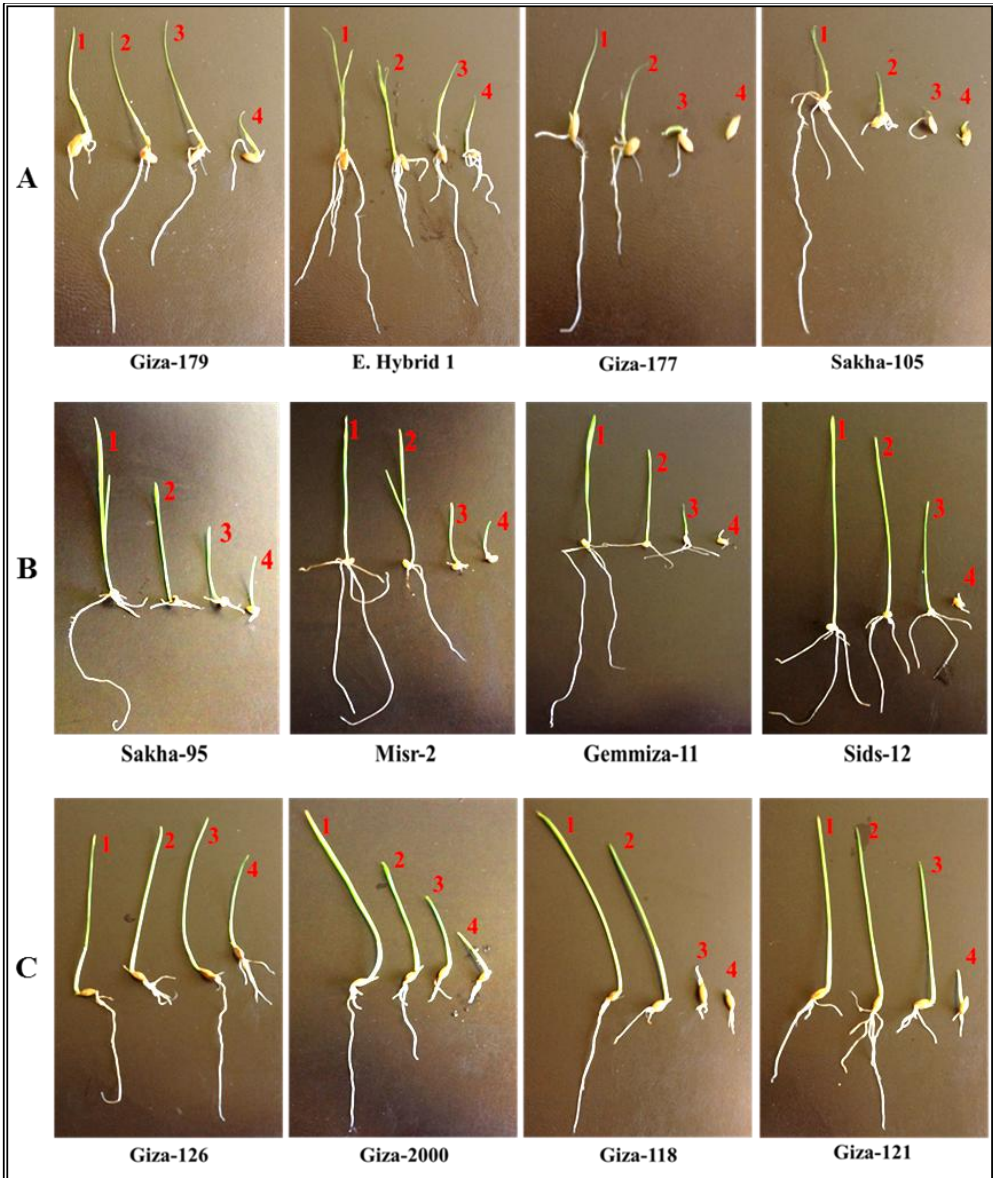 1 2 3 4 1 2 3 4 1 2 3 4 1 2 3 4
A
Giza-179 E. Hybrid 1 Giza-177 Sakha-105
1 2 3 4 1 2 3 4 1 2 3 4 1 2 3 4
B
Sakha-95 Misr-2 Gemmiza-11 Sids-12
1 2 3 4 1 2 3 4 1 2 3 4 1 2 3 4
C
Giza-126 Giza-2000 Giza-118 Giza-121